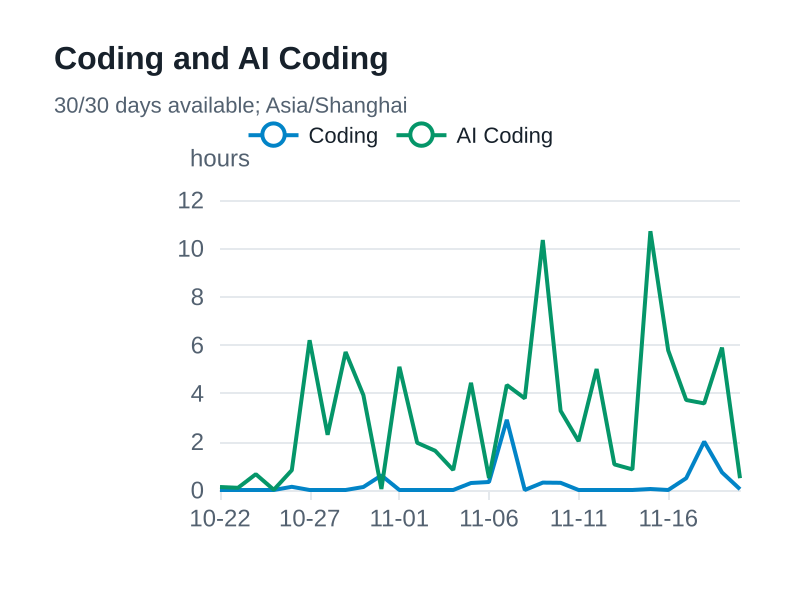 Coding and AI Coding
30/30 days available; Asia/Shanghai
Coding AI Coding
hours
12
10
8
6
4
2
0
10-22 10-27 11-01 11-06 11-11 11-16